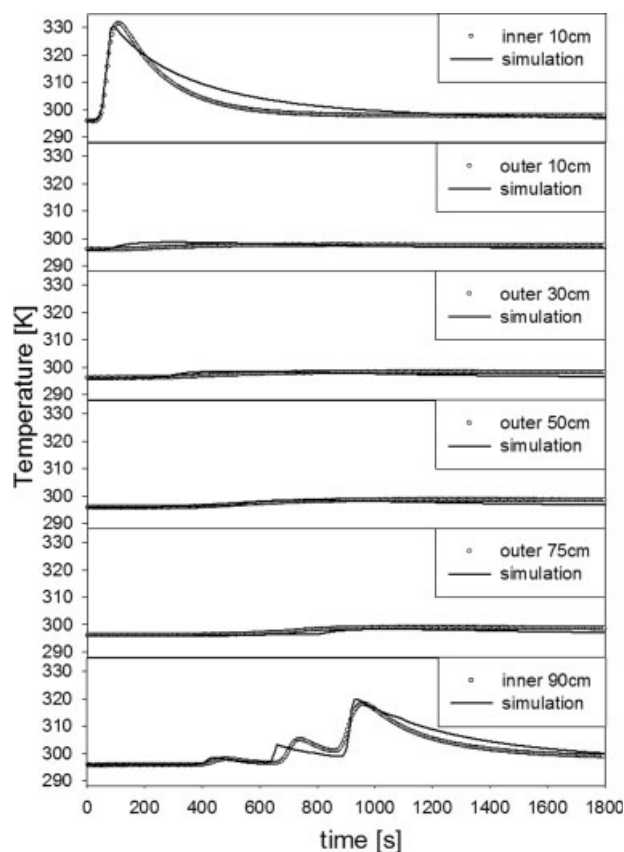 330
320
310
300
290
inner 10cm
simulation
330
320
310
300
290
outer 10cm
simulation
330
320
310
300
290
outer 30cm
simulation
330
320
310
300
290
outer 50cm
simulation
330
320
310
300
290
outer 75cm
simulation
330
320
310
300
290
inner 90cm
simulation
Temperature [K]
0 200 400 600 800 1000 1200 1400 1600 1800
time [s]